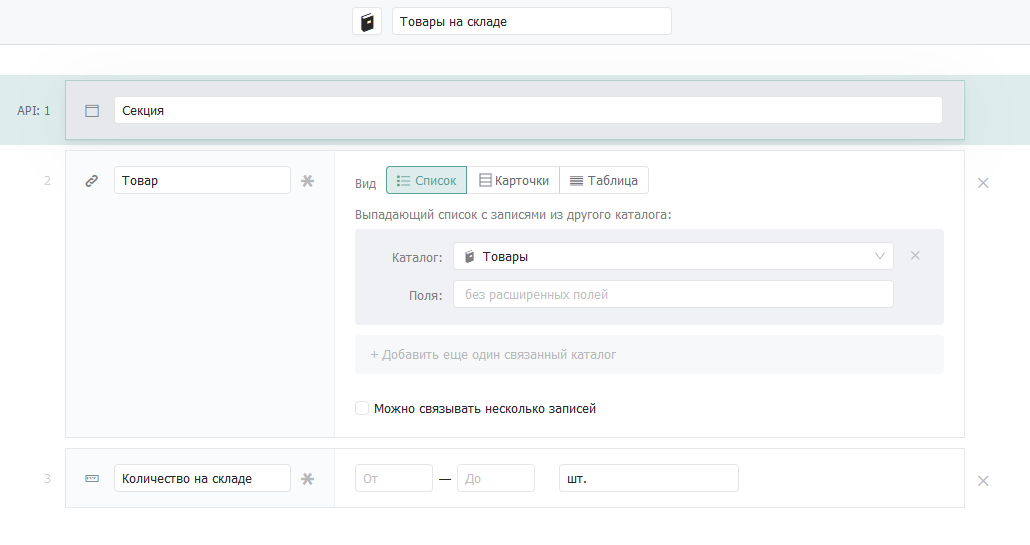 Товары на складе
API: 1
Секция
2
Товар
Вид
Список
Карточки
Таблица
Выпадающий список с записями из другого каталога:
Каталог:
Товары
Поля:
без расширенных полей
+ Добавить еще один связанный каталог
Можно связывать несколько записей
3
Количество на складе
От
—
До
шт.